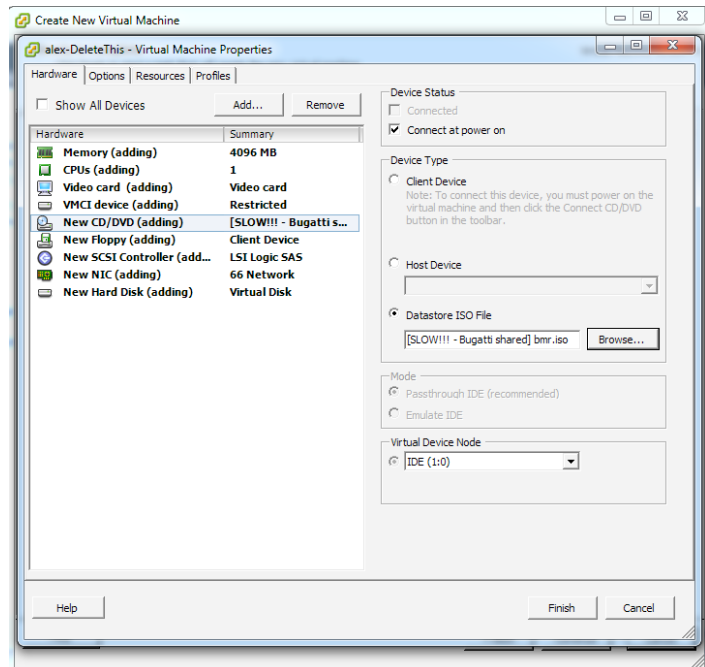 Create New Virtual Machine
alex-DeleteThis - Virtual Machine Properties
Hardware Options Resources Profiles
Show All Devices Add... Remove
Hardware Summary
Memory (adding) 4096 MB
CPUs (adding) 1
Video card (adding) Video card
VMCI device (adding) Restricted
New CD/DVD (adding) [SLOW!!! - Bugatti s...
New Floppy (adding) Client Device
New SCSI Controller (add... LSI Logic SAS
New NIC (adding) 66 Network
New Hard Disk (adding) Virtual Disk
Device Status
Connected
Connect at power on
Device Type
Client Device
Note: To connect this device, you must power on the
virtual machine and then click the Connect CD/DVD
button in the toolbar.
Host Device
Datastore ISO File
[SLOW!!! - Bugatti shared] bmr.iso Browse...
Mode
Passthrough IDE (recommended)
Emulate IDE
Virtual Device Node
IDE (1:0)
Help Finish Cancel